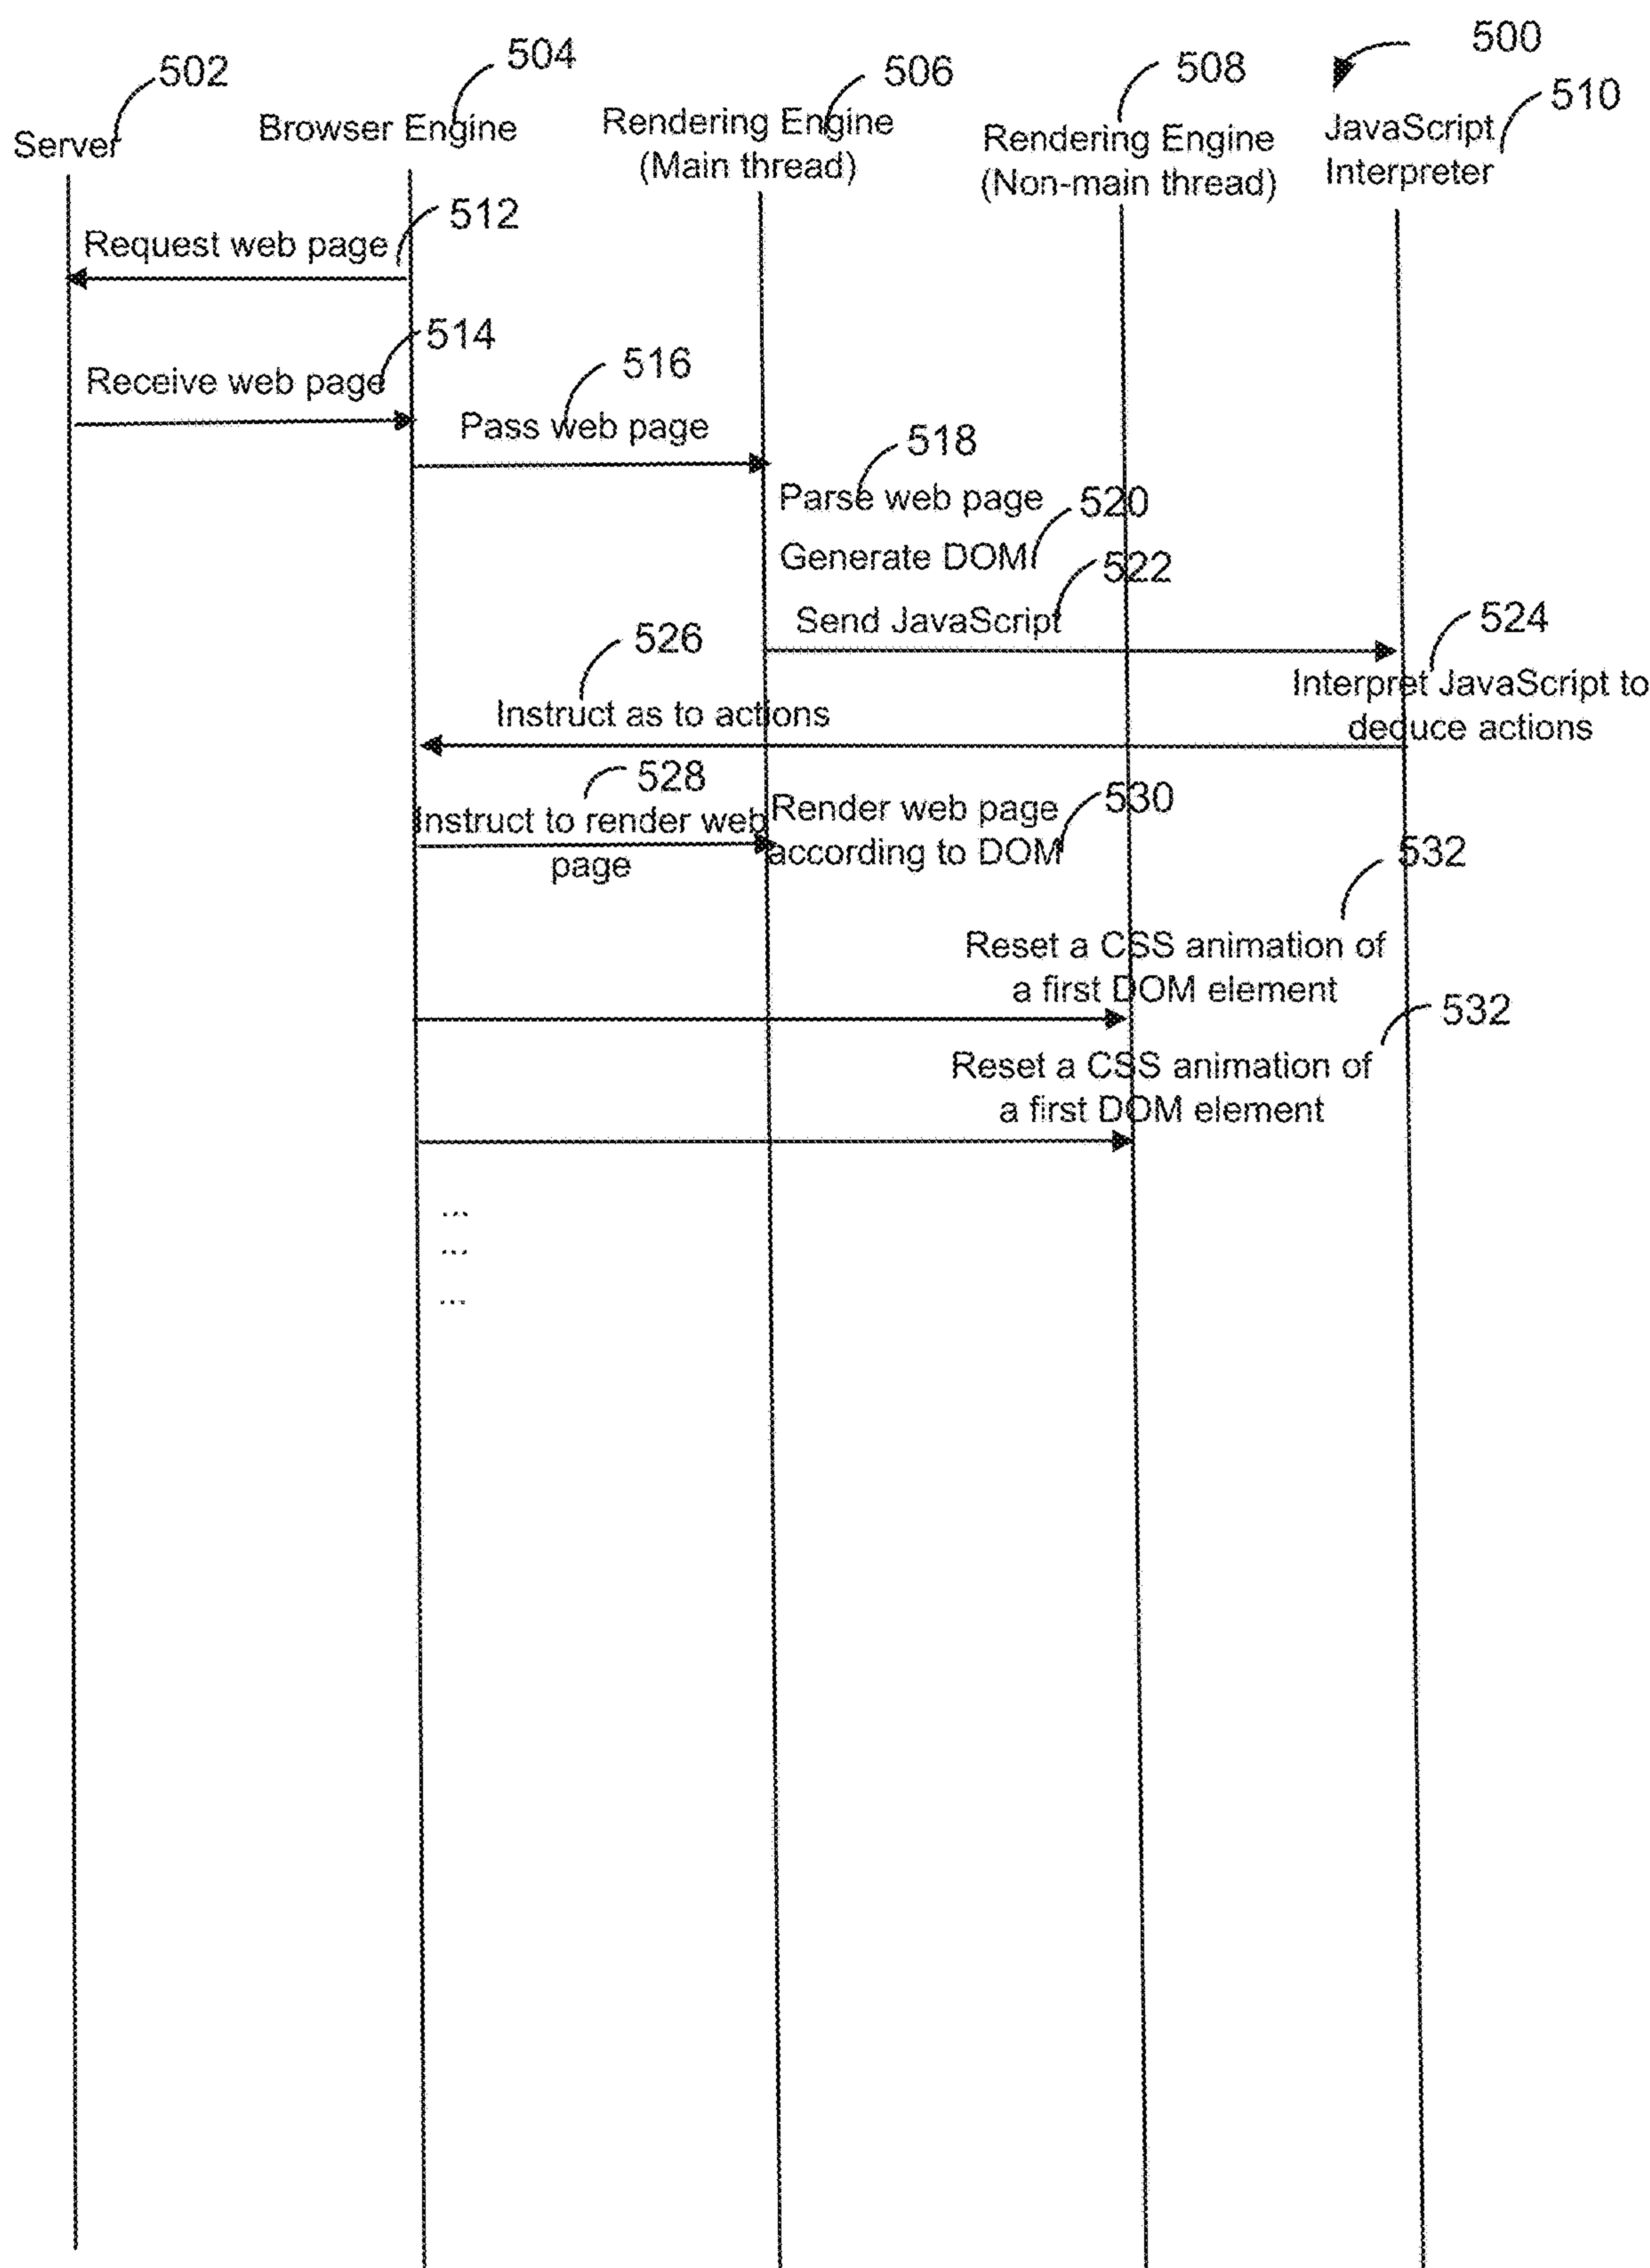 500
502
504
506
508
510
Server
Browser Engine
Rendering Engine
(Main thread)
Rendering Engine
(Non-main thread)
JavaScript
Interpreter
512
Request web page
514
Receive web page
516
Pass web page
518
Parse web page
520
Generate DOM
522
Send JavaScript
524
Interpret JavaScript to
deduce actions
526
Instruct as to actions
528
Instruct to render web
page
530
Render web page
according to DOM
532
Reset a CSS animation of
a first DOM element
532
Reset a CSS animation of
a first DOM element
...
...
...